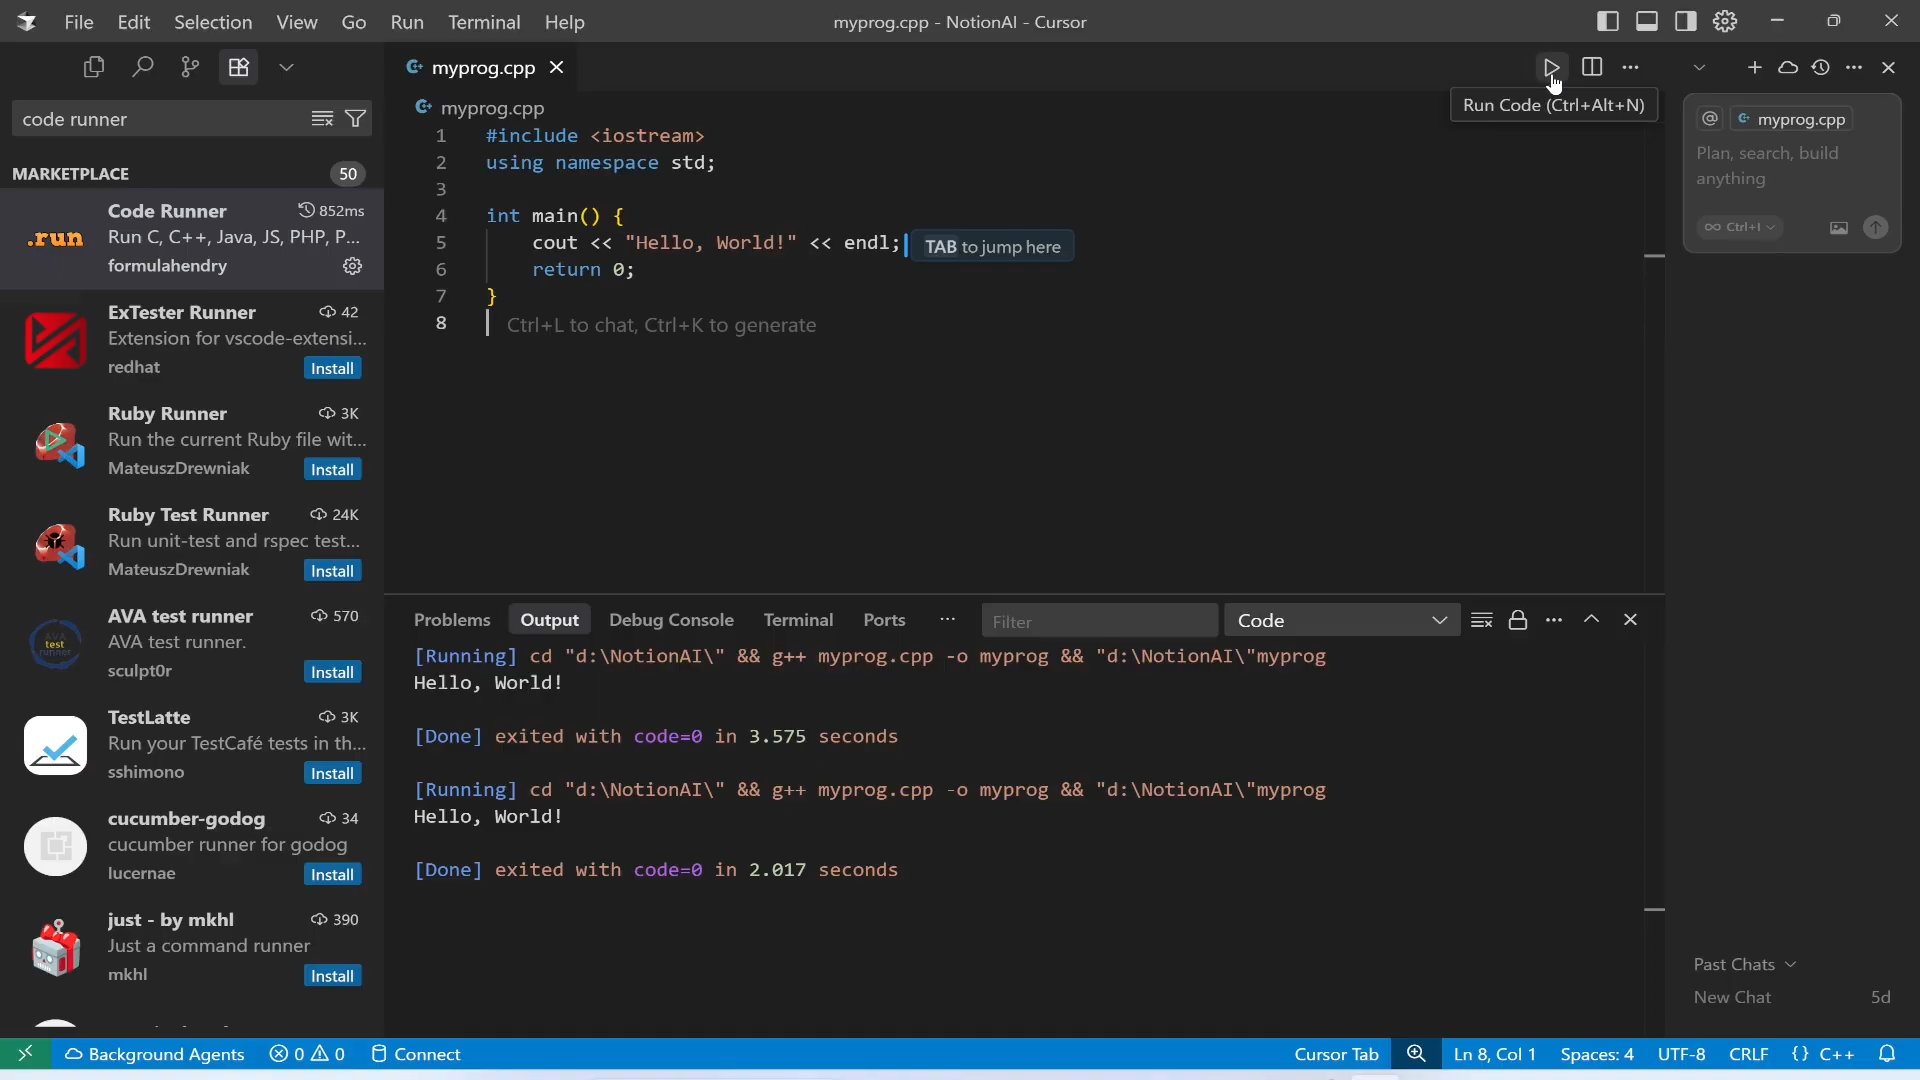 File Edit Selection View Go Run Terminal Help
myprog.cpp - NotionAI - Cursor
code runner
MARKETPLACE 50
Code Runner 852ms
Run C, C++, Java, JS, PHP, P...
formulahendry
.run
ExTester Runner 42
Extension for vscode-extensi...
redhat Install
Ruby Runner 3K
Run the current Ruby file wit...
MateuszDrewniak Install
Ruby Test Runner 24K
Run unit-test and rspec test...
MateuszDrewniak Install
AVA test runner 570
AVA test runner.
sculpt0r Install
AVA
test
runner
TestLatte 3K
Run your TestCafé tests in th...
sshimono Install
cucumber-godog 34
cucumber runner for godog
lucernae Install
just - by mkhl 390
Just a command runner
mkhl Install
myprog.cpp
myprog.cpp
Run Code (Ctrl+Alt+N)
1 #include <iostream>
2 using namespace std;
3
4 int main() {
5 cout << "Hello, World!" << endl; TAB to jump here
6 return 0;
7 }
8 Ctrl+L to chat, Ctrl+K to generate
Problems Output Debug Console Terminal Ports ... Filter Code
[Running] cd "d:\NotionAI\" && g++ myprog.cpp -o myprog && "d:\NotionAI\"myprog
Hello, World!
[Done] exited with code=0 in 3.575 seconds
[Running] cd "d:\NotionAI\" && g++ myprog.cpp -o myprog && "d:\NotionAI\"myprog
Hello, World!
[Done] exited with code=0 in 2.017 seconds
@ myprog.cpp
Plan, search, build
anything
∞ Ctrl+I
Past Chats
New Chat 5d
Background Agents 0 0 Connect
Cursor Tab Ln 8, Col 1 Spaces: 4 UTF-8 CRLF {} C++